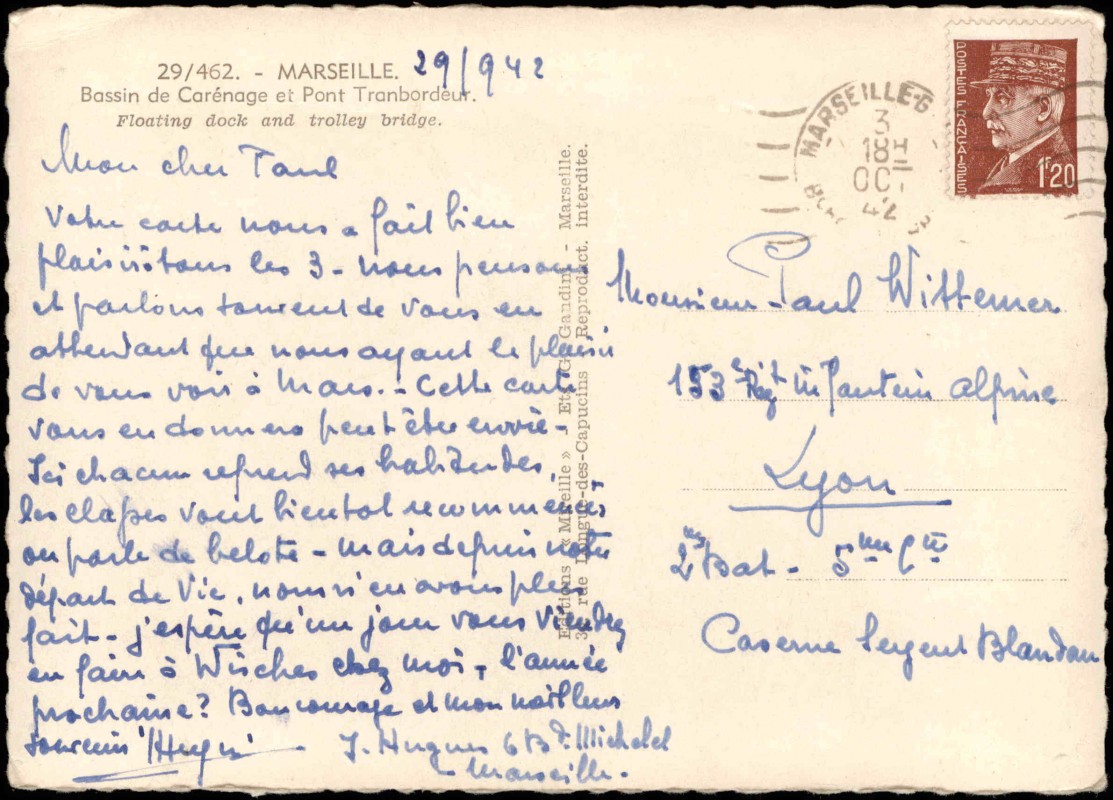 29/462. - MARSEILLE.
29/9 42
Bassin de Carénage et Pont Tranbordeur.
Floating dock and trolley bridge.
Mon cher Paul
Votre carte nous a fait bien
plaisir à tous les 3 - nous pensons
et parlons souvent de vous en
attendant que nous ayant le plaisir
de vous voir à Mars. - Cette carte
vous en donnera peut être envie -
Ici chacun reprend ses habitudes,
les classes vont bientot recommencer,
on parle de belote - mais depuis notre
départ de Vic, nous n'en avons plus
fait - j'espère qu'un jour vous viendrez
en faire à Wisches chez moi, l'année
prochaine? Bon courage et mon meilleur
souvenir JHugues
J. Hugues 6 Bd. Michelet
Marseille.
Editions « Mireille » - Ets G. Gandini - Marseille.
rue Longue-des-Capucins Reproduct. interdite.
MARSEILLE-6
3
18H
OCT.
42
POSTES FRANÇAISES
1F20
Monsieur Paul Wittemer
153e Regt infanterie alpine
Lyon
2me Bat - 5me Cie
Caserne Sergent Blandan